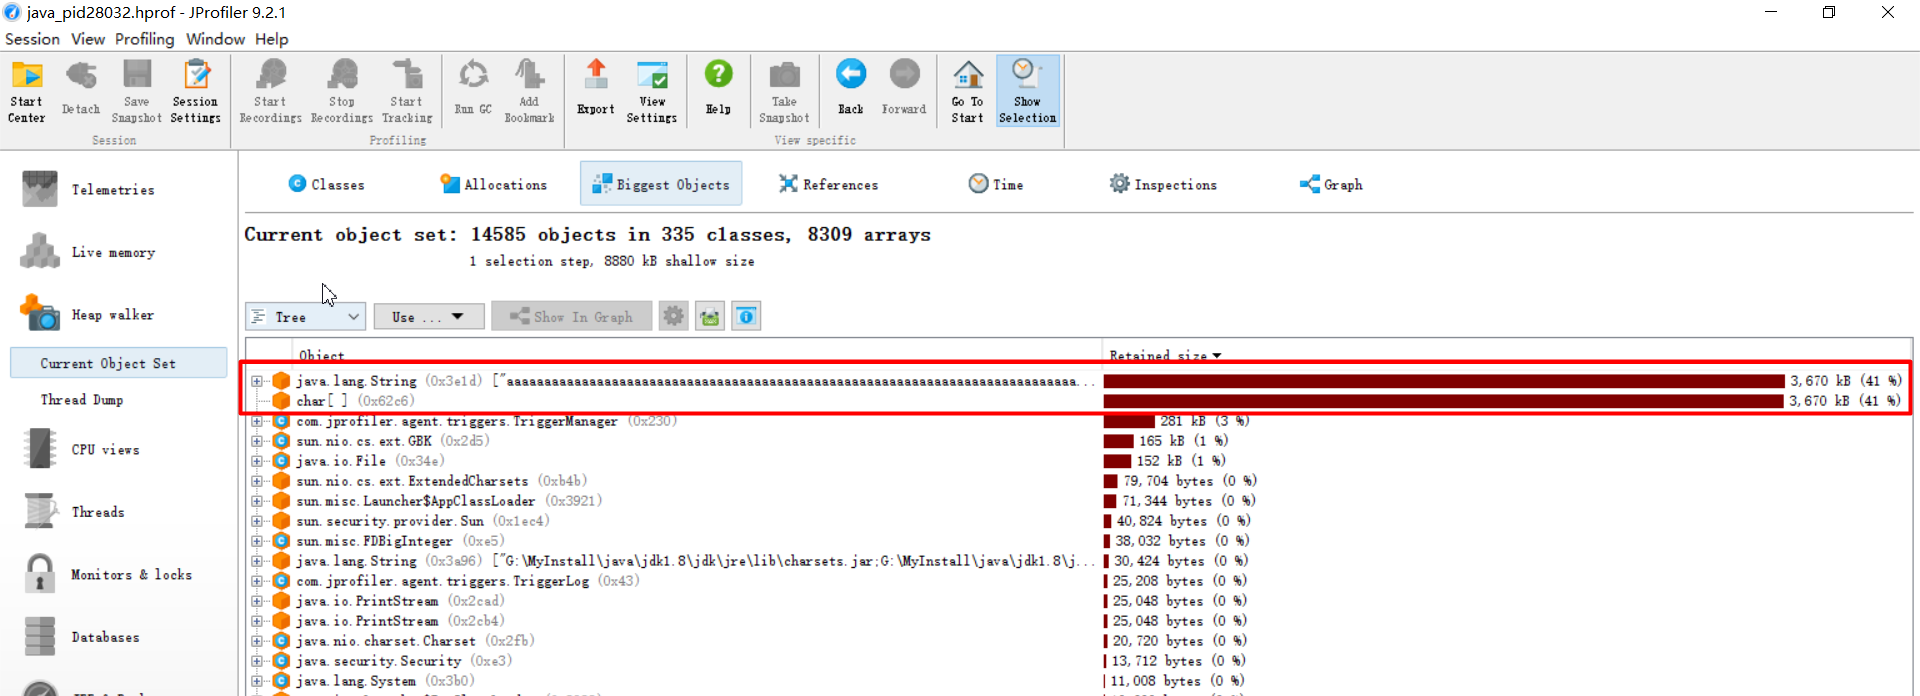 java_pid28032.hprof - JProfiler 9.2.1
Session View Profiling Window Help
Start Center
Detach
Save Snapshot
Session Settings
Start Recordings
Stop Recordings
Start Tracking
Run GC
Add Bookmark
Export
View Settings
Help
Take Snapshot
Back
Forward
Go To Start
Show Selection
Session
Profiling
View specific
Telemetries
Live memory
Heap walker
Current Object Set
Thread Dump
CPU views
Threads
Monitors & locks
Databases
Classes
Allocations
Biggest Objects
References
Time
Inspections
Graph
Current object set: 14585 objects in 335 classes, 8309 arrays
1 selection step, 8880 kB shallow size
Tree
Use ...
Show In Graph
Object Retained size
java.lang.String (0x3e1d) ["aaaaaaaaaaaaaaaaaaaaaaaaaaaaaaaaaaaaaaaaaaaaaaaaaaaaaaaaaaaaaaaaaaaaaaaaaaaa... 3,670 kB (41 %)
char[ ] (0x62c6) 3,670 kB (41 %)
com.jprofiler.agent.triggers.TriggerManager (0x230) 281 kB (3 %)
sun.nio.cs.ext.GBK (0x2d5) 165 kB (1 %)
java.io.File (0x34e) 152 kB (1 %)
sun.nio.cs.ext.ExtendedCharsets (0xb4b) 79,704 bytes (0 %)
sun.misc.Launcher$AppClassLoader (0x3921) 71,344 bytes (0 %)
sun.security.provider.Sun (0x1ec4) 40,824 bytes (0 %)
sun.misc.FDBigInteger (0xe5) 38,032 bytes (0 %)
java.lang.String (0x3a96) ["G:\MyInstall\java\jdk1.8\jdk\jre\lib\charsets.jar;G:\MyInstall\java\jdk1.8\j... 30,424 bytes (0 %)
com.jprofiler.agent.triggers.TriggerLog (0x43) 25,208 bytes (0 %)
java.io.PrintStream (0x2cad) 25,048 bytes (0 %)
java.io.PrintStream (0x2cb4) 25,048 bytes (0 %)
java.nio.charset.Charset (0x2fb) 20,720 bytes (0 %)
java.security.Security (0xe3) 13,712 bytes (0 %)
java.lang.System (0x3b0) 11,008 bytes (0 %)